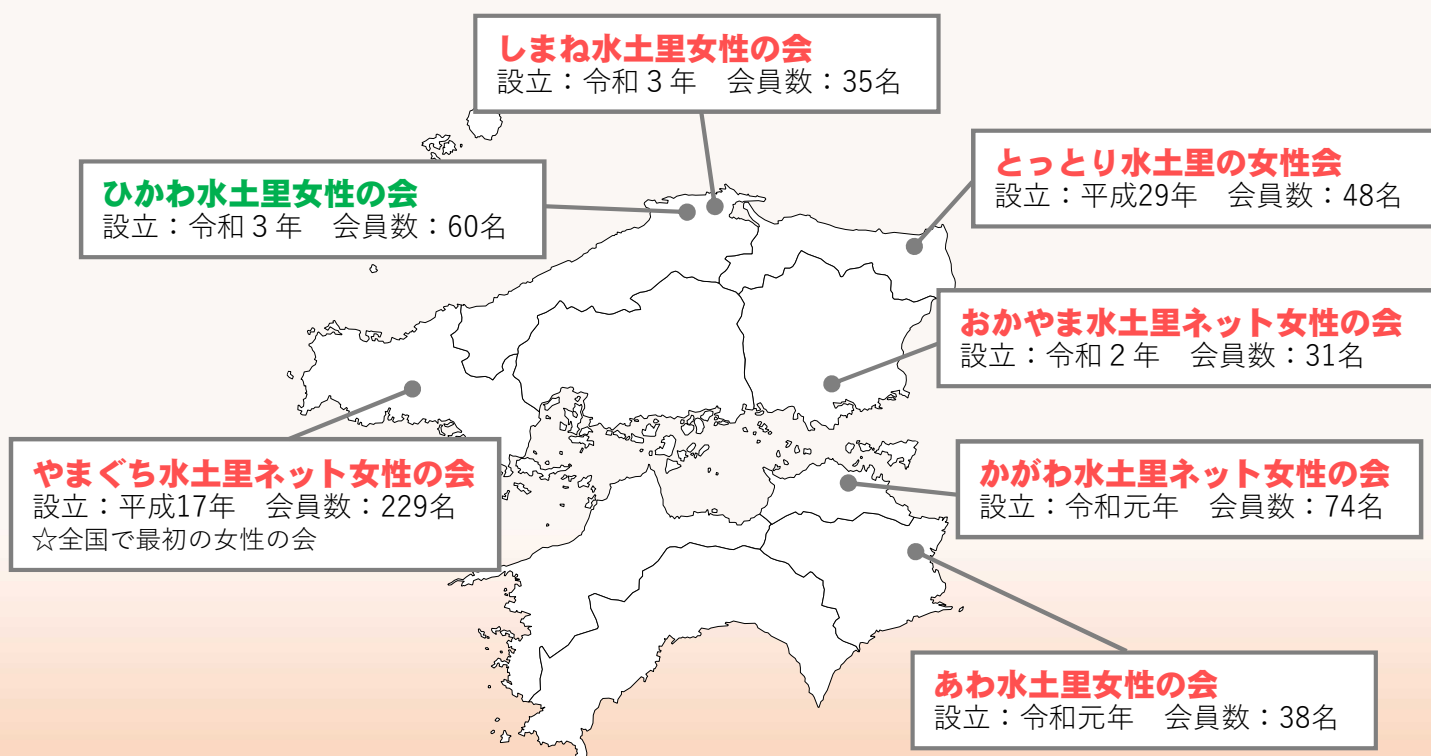 しまね水土里女性の会
設立：令和３年　会員数：35名
ひかわ水土里女性の会
設立：令和３年　会員数：60名
とっとり水土里の女性会
設立：平成29年　会員数：48名
おかやま水土里ネット女性の会
設立：令和２年　会員数：31名
やまぐち水土里ネット女性の会
設立：平成17年　会員数：229名
☆全国で最初の女性の会
かがわ水土里ネット女性の会
設立：令和元年　会員数：74名
あわ水土里女性の会
設立：令和元年　会員数：38名